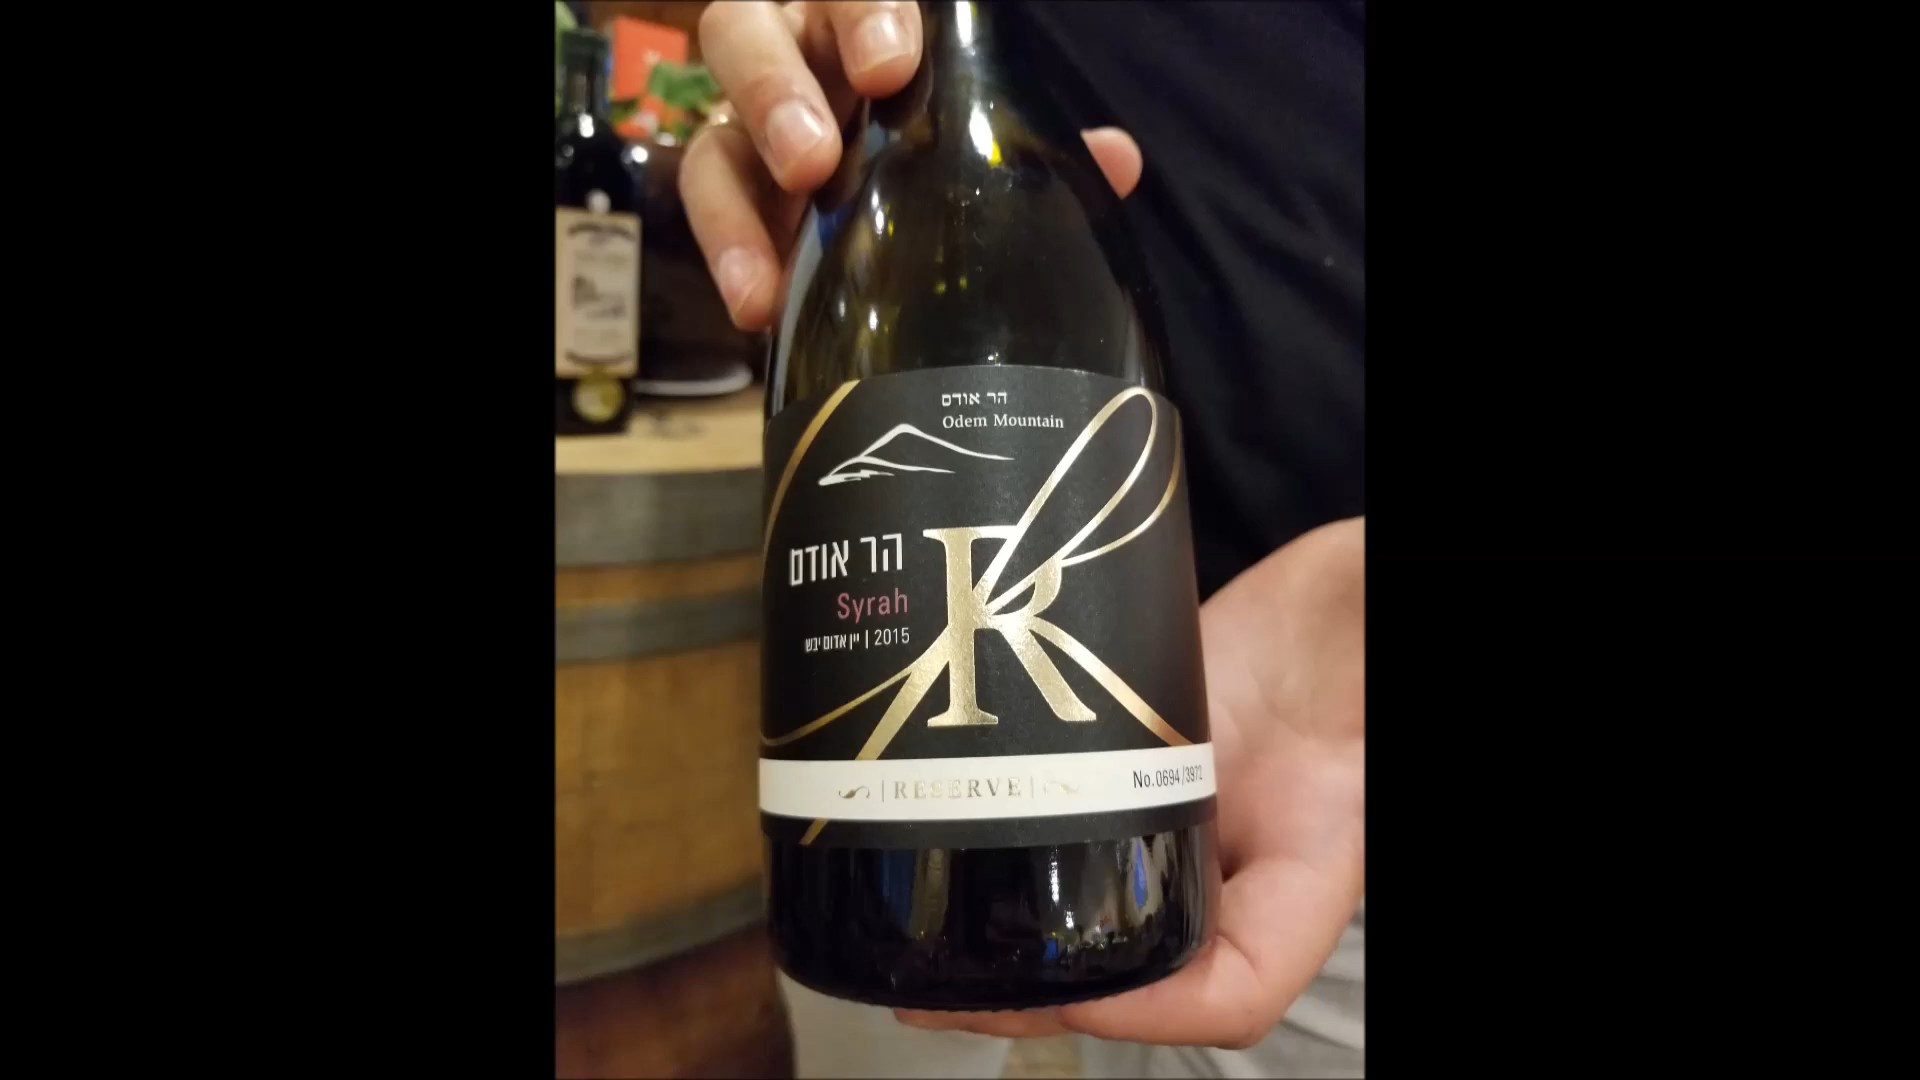 הר אודם
Odem Mountain
הר אודם
Syrah
יין אדום יבש | 2015
R
| RESERVE |
No.0694/3972